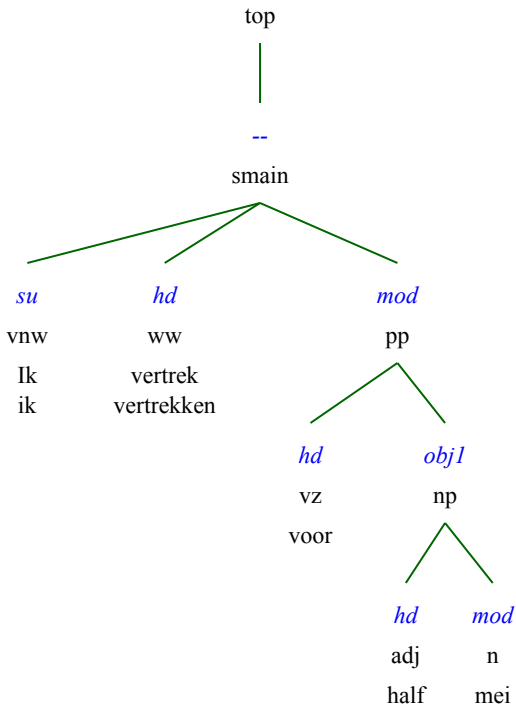 top
--
smain
su hd mod
vnw ww pp
Ik vertrek
ik vertrekken
hd obj1
vz np
voor
hd mod
adj n
half mei